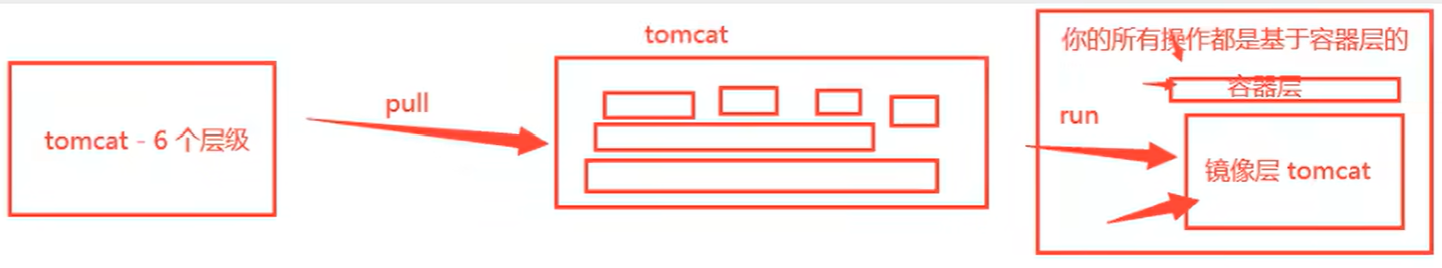 tomcat - 6 个层级
pull
tomcat
run
你的所有操作都是基于容器层的
容器层
镜像层 tomcat